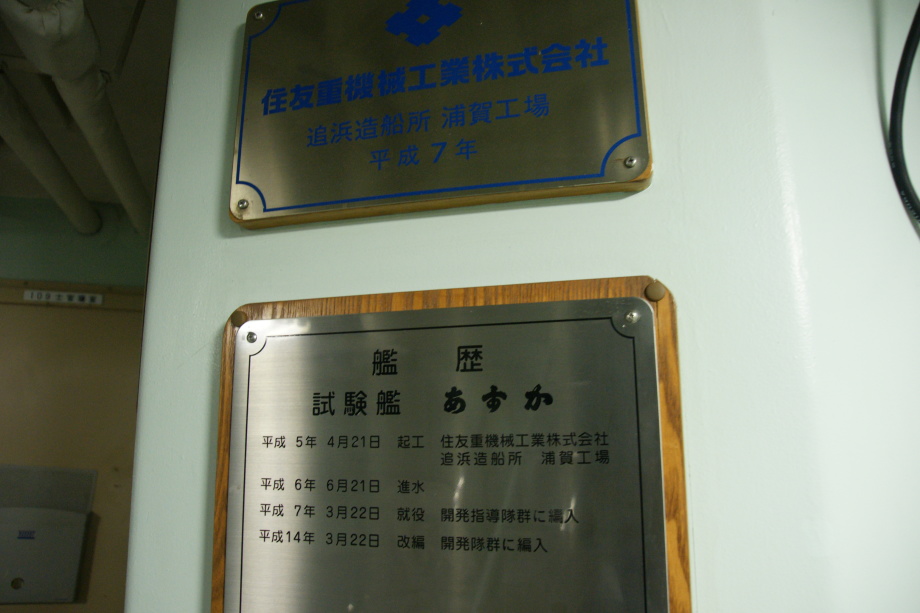 住友重機械工業株式会社
追浜造船所 浦賀工場
平成7年
艦 歴
試験艦 あすか
平成 5年 4月21日 起工 住友重機械工業株式会社
追浜造船所 浦賀工場
平成 6年 6月21日 進水
平成 7年 3月22日 就役 開発指導隊群に編入
平成14年 3月22日 改編 開発隊群に編入